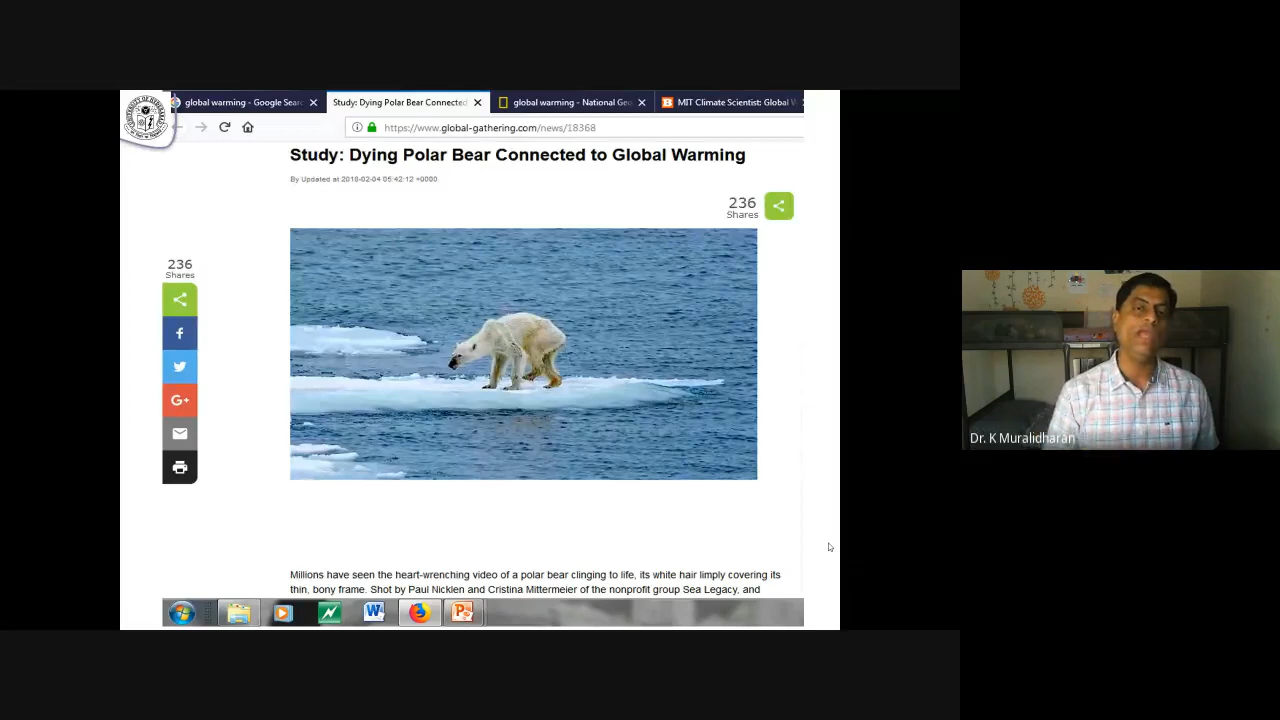 global warming - Google Searc
Study: Dying Polar Bear Connected
global warming - National Geo
MIT Climate Scientist: Global W
https://www.global-gathering.com/news/18368
Study: Dying Polar Bear Connected to Global Warming
By Updated at 2018-02-04 05:42:12 +0000
236
Shares
236
Shares
G+
Millions have seen the heart-wrenching video of a polar bear clinging to life, its white hair limply covering its
thin, bony frame. Shot by Paul Nicklen and Cristina Mittermeier of the nonprofit group Sea Legacy, and
Dr. K Muralidharan